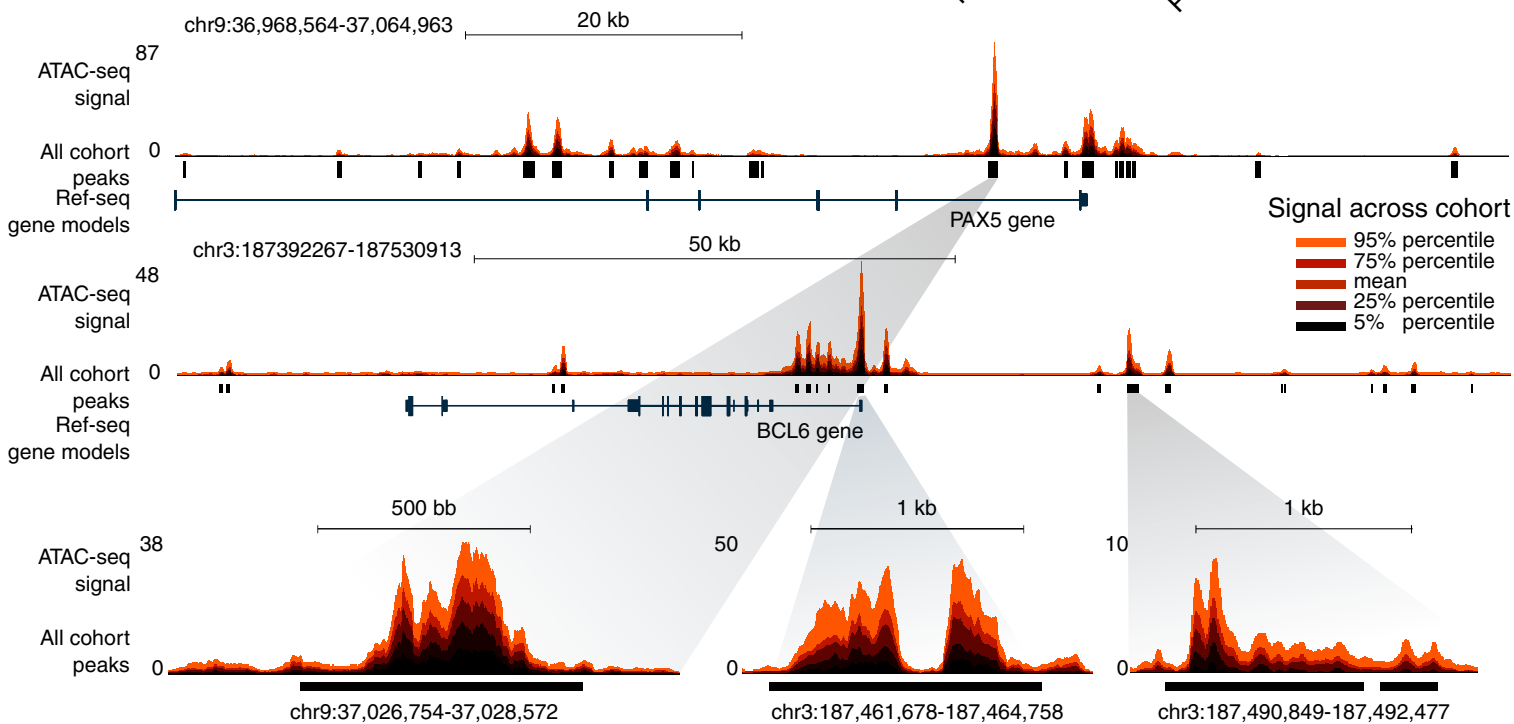 chr9:36,968,564-37,064,963
20 kb
87
ATAC-seq
signal
All cohort
0
peaks
Ref-seq
gene models
PAX5 gene
Signal across cohort
95% percentile
75% percentile
mean
25% percentile
5% percentile
chr3:187392267-187530913
50 kb
48
ATAC-seq
signal
All cohort
0
peaks
Ref-seq
gene models
BCL6 gene
500 bb
1 kb
1 kb
38
50
10
ATAC-seq
signal
All cohort
peaks
0
0
0
chr9:37,026,754-37,028,572
chr3:187,461,678-187,464,758
chr3:187,490,849-187,492,477